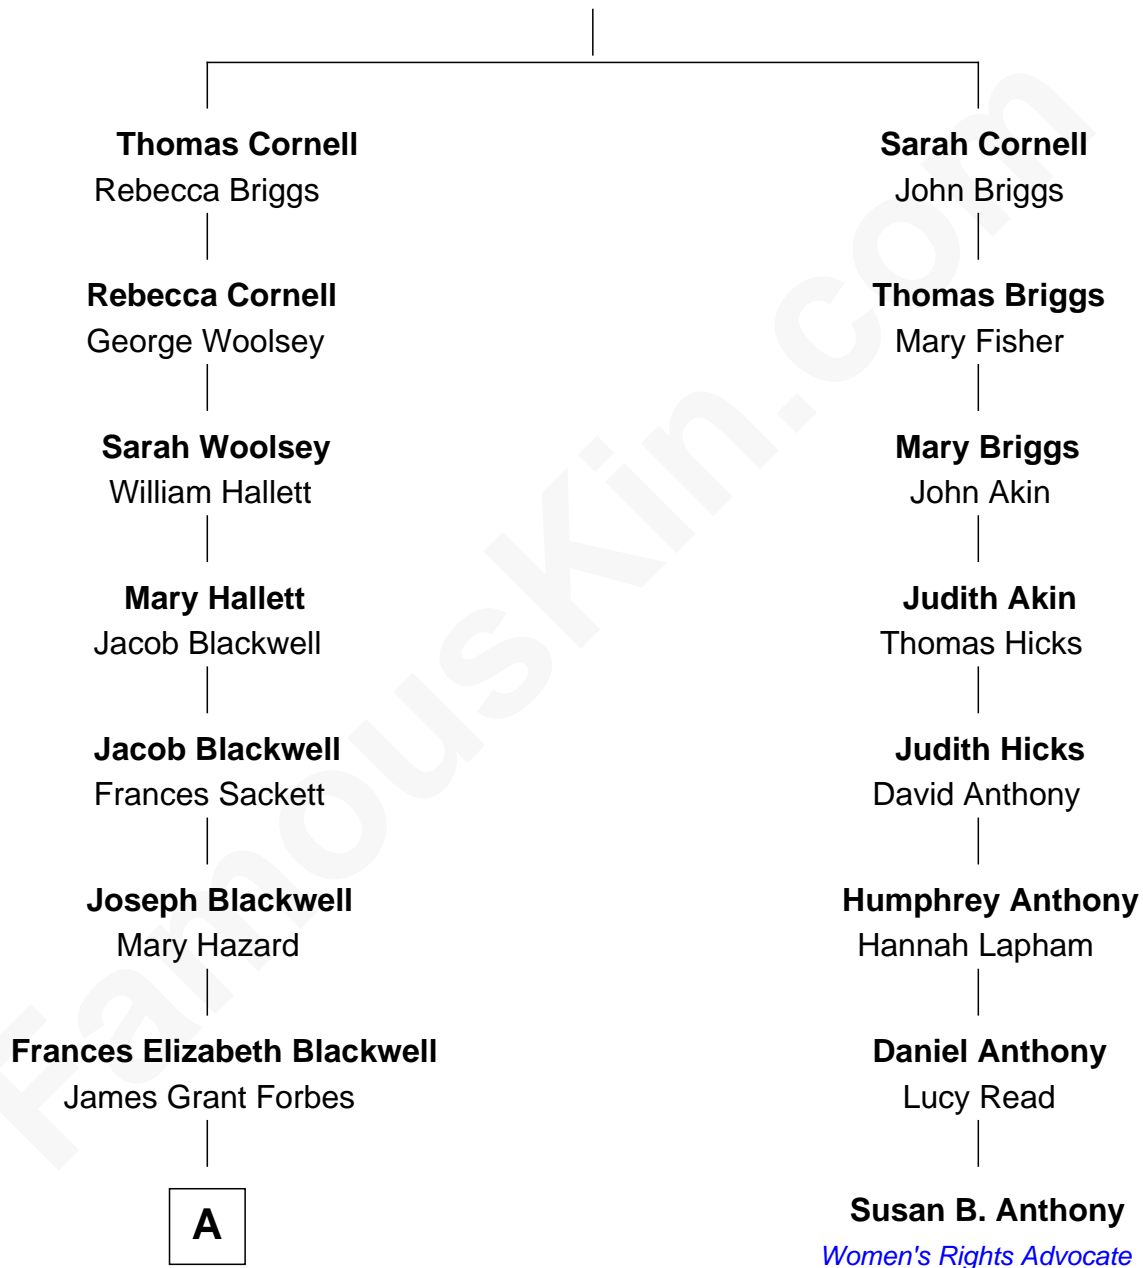 Thomas Cornell
Rebecca Briggs
Rebecca Cornell
George Woolsey
Sarah Woolsey
William Hallett
Mary Hallett
Jacob Blackwell
Jacob Blackwell
Frances Sackett
Joseph Blackwell
Mary Hazard
Frances Elizabeth Blackwell
James Grant Forbes
A
Sarah Cornell
John Briggs
Thomas Briggs
Mary Fisher
Mary Briggs
John Akin
Judith Akin
Thomas Hicks
Judith Hicks
David Anthony
Humphrey Anthony
Hannah Lapham
Daniel Anthony
Lucy Read
Susan B. Anthony
Women's Rights Advocate
FamousKin.com